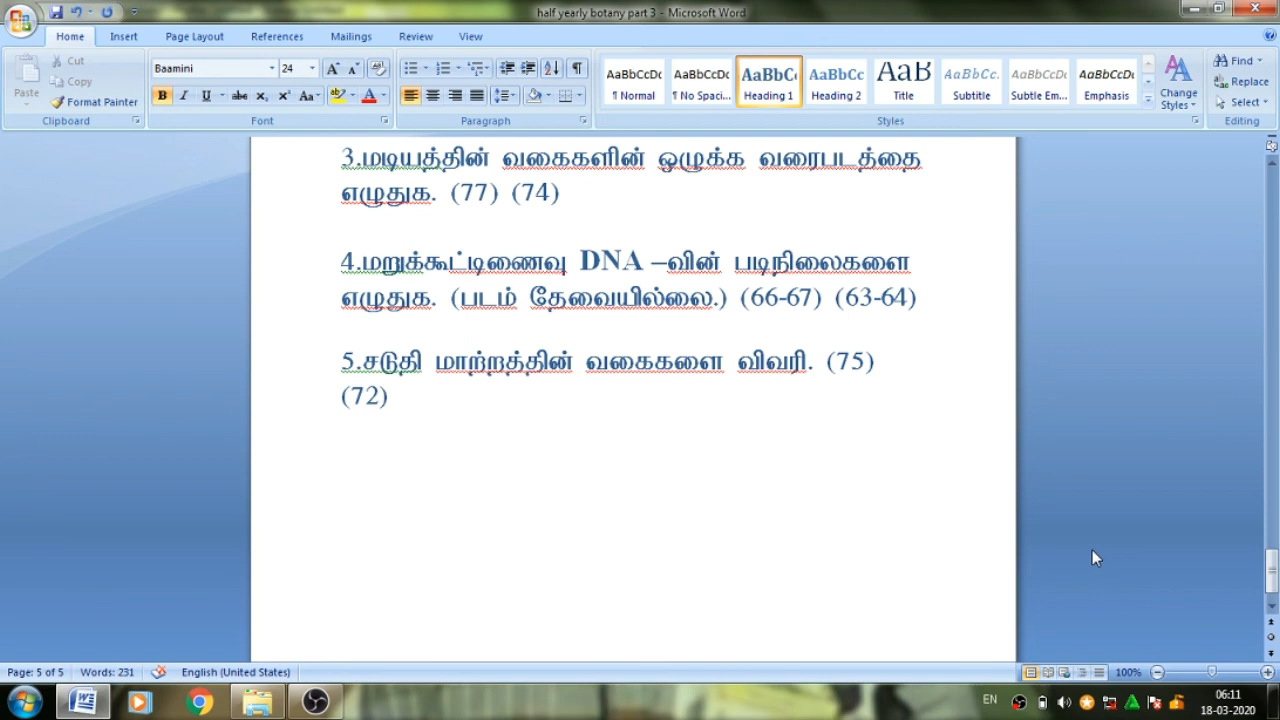 half yearly botany part 3 - Microsoft Word
Home Insert Page Layout References Mailings Review View
Paste Cut Copy Format Painter Clipboard
Baamini 24 Font
Paragraph
AaBbCcDc AaBbCcDc AaBbC AaBbCc AaB AaBbCc. AaBbCcDc AaBbCcDc
¶ Normal ¶ No Spaci... Heading 1 Heading 2 Title Subtitle Subtle Em... Emphasis
Styles
Change Styles
Find Replace Select Editing
3.மடியத்தின் வகைகளின் ஒழுக்க வரைபடத்தை
எழுதுக. (77) (74)
4.மறுக்கூட்டிணைவு DNA –வின் படிநிலைகளை
எழுதுக. (படம் தேவையில்லை.) (66-67) (63-64)
5.சடுதி மாற்றத்தின் வகைகளை விவரி. (75)
(72)
Page: 5 of 5 Words: 231 English (United States) 100%
EN 06:11
18-03-2020